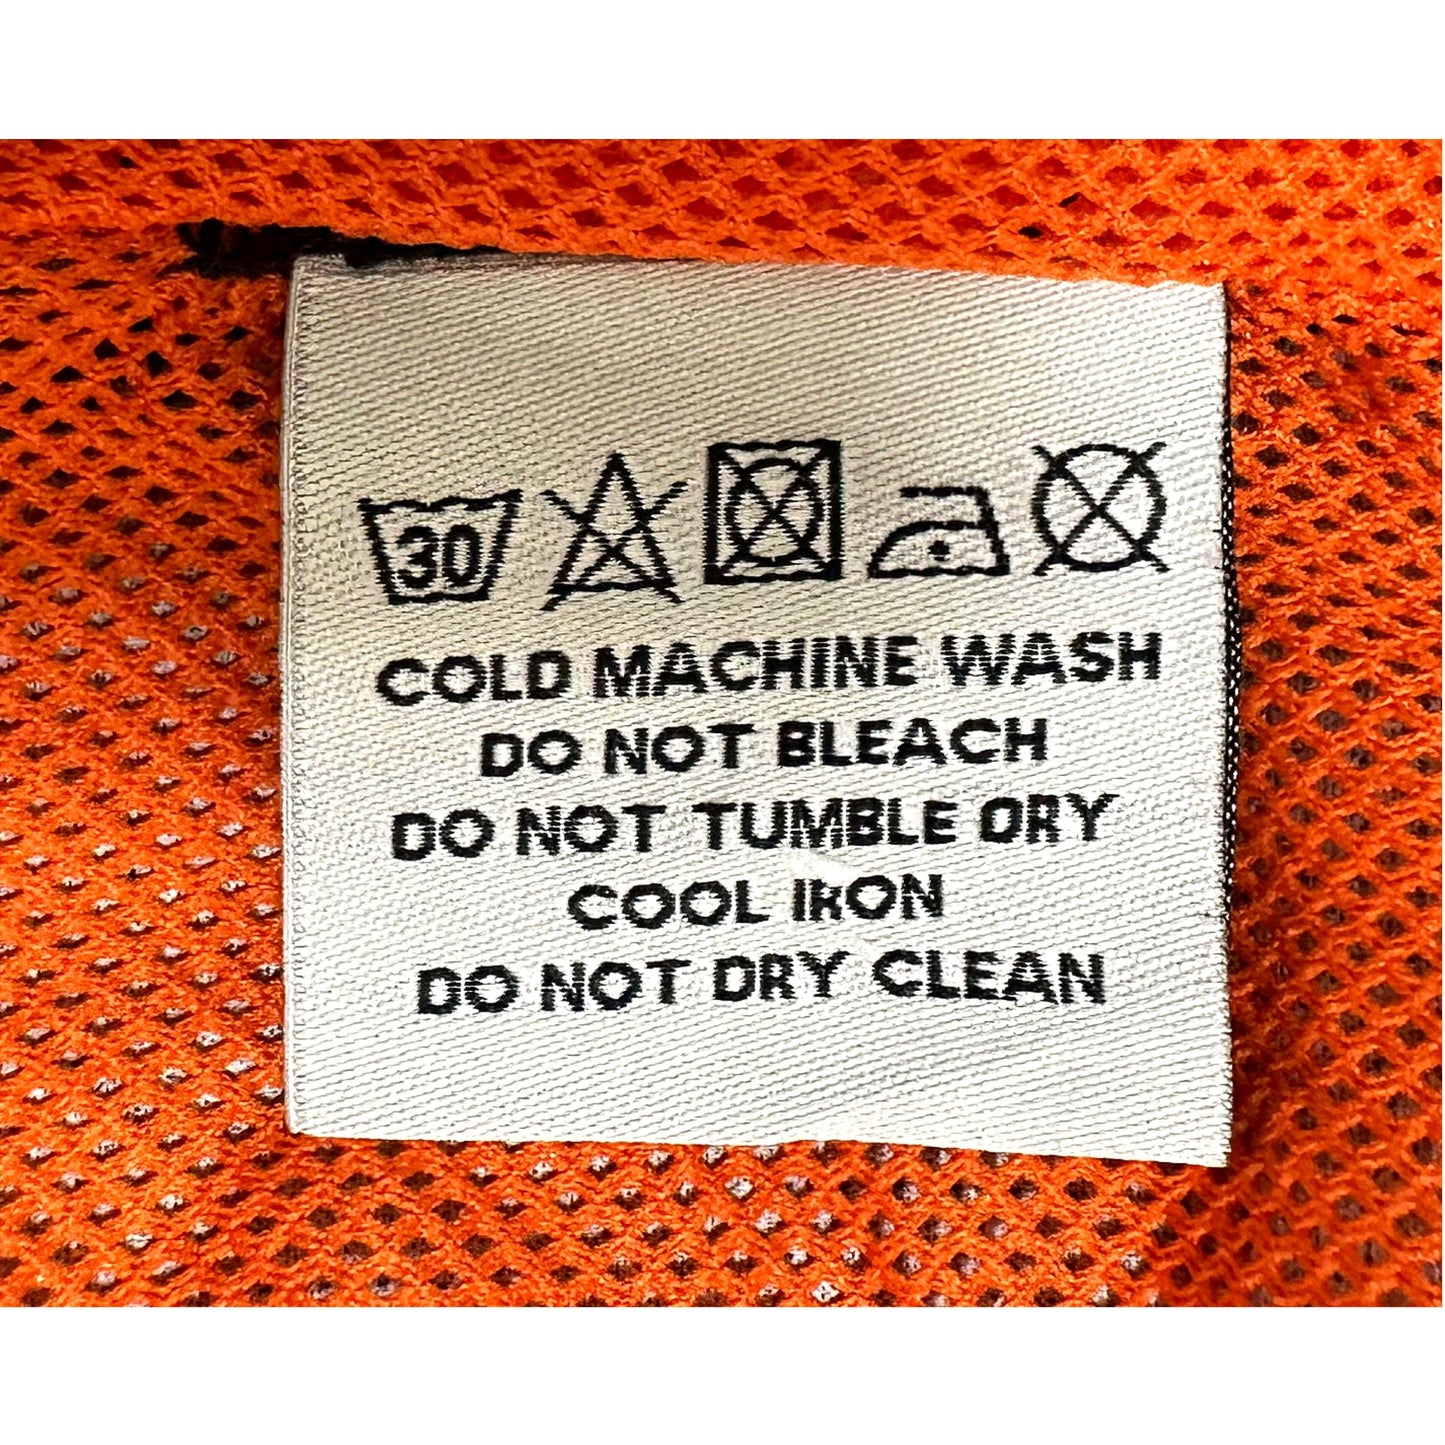 30
COLD MACHINE WASH
DO NOT BLEACH
DO NOT TUMBLE DRY
COOL IRON
DO NOT DRY CLEAN